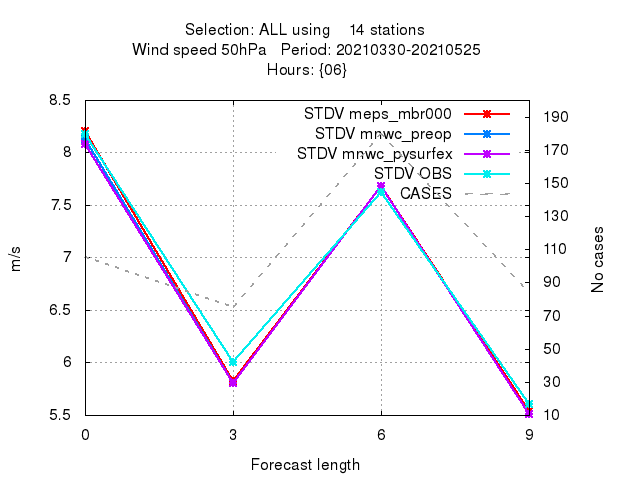 Selection: ALL using 14 stations
Wind speed 50hPa Period: 20210330-20210525
Hours: {06}
STDV meps_mbr000
STDV mnwc_preop
STDV mnwc_pysurfex
STDV OBS
CASES
8.5
8
7.5
7
6.5
6
5.5
190
170
150
130
110
90
70
50
30
10
0 3 6 9
m/s
No cases
Forecast length